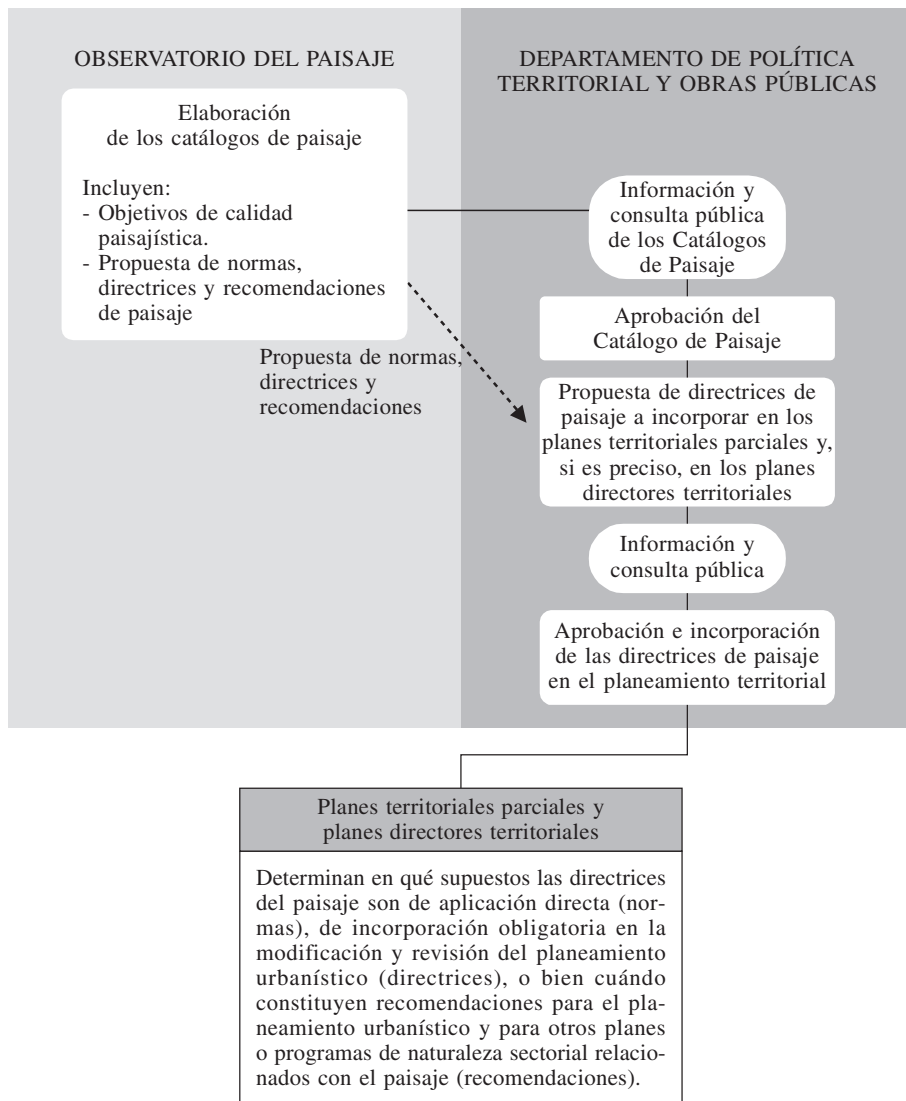 OBSERVATORIO DEL PAISAJE
Elaboración
de los catálogos de paisaje
Incluyen:
- Objetivos de calidad
paisajística.
- Propuesta de normas,
directrices y recomendaciones
de paisaje
Propuesta de normas,
directrices y
recomendaciones
DEPARTAMENTO DE POLÍTICA
TERRITORIAL Y OBRAS PÚBLICAS
Información y
consulta pública
de los Catálogos
de Paisaje
Aprobación del
Catálogo de Paisaje
Propuesta de directrices de
paisaje a incorporar en los
planes territoriales parciales y,
si es preciso, en los planes
directores territoriales
Información y
consulta pública
Aprobación e incorporación
de las directrices de paisaje
en el planeamiento territorial
Planes territoriales parciales y
planes directores territoriales
Determinan en qué supuestos las directrices
del paisaje son de aplicación directa (nor-
mas), de incorporación obligatoria en la
modificación y revisión del planeamiento
urbanístico (directrices), o bien cuándo
constituyen recomendaciones para el pla-
neamiento urbanístico y para otros planes
o programas de naturaleza sectorial relacio-
nados con el paisaje (recomendaciones).